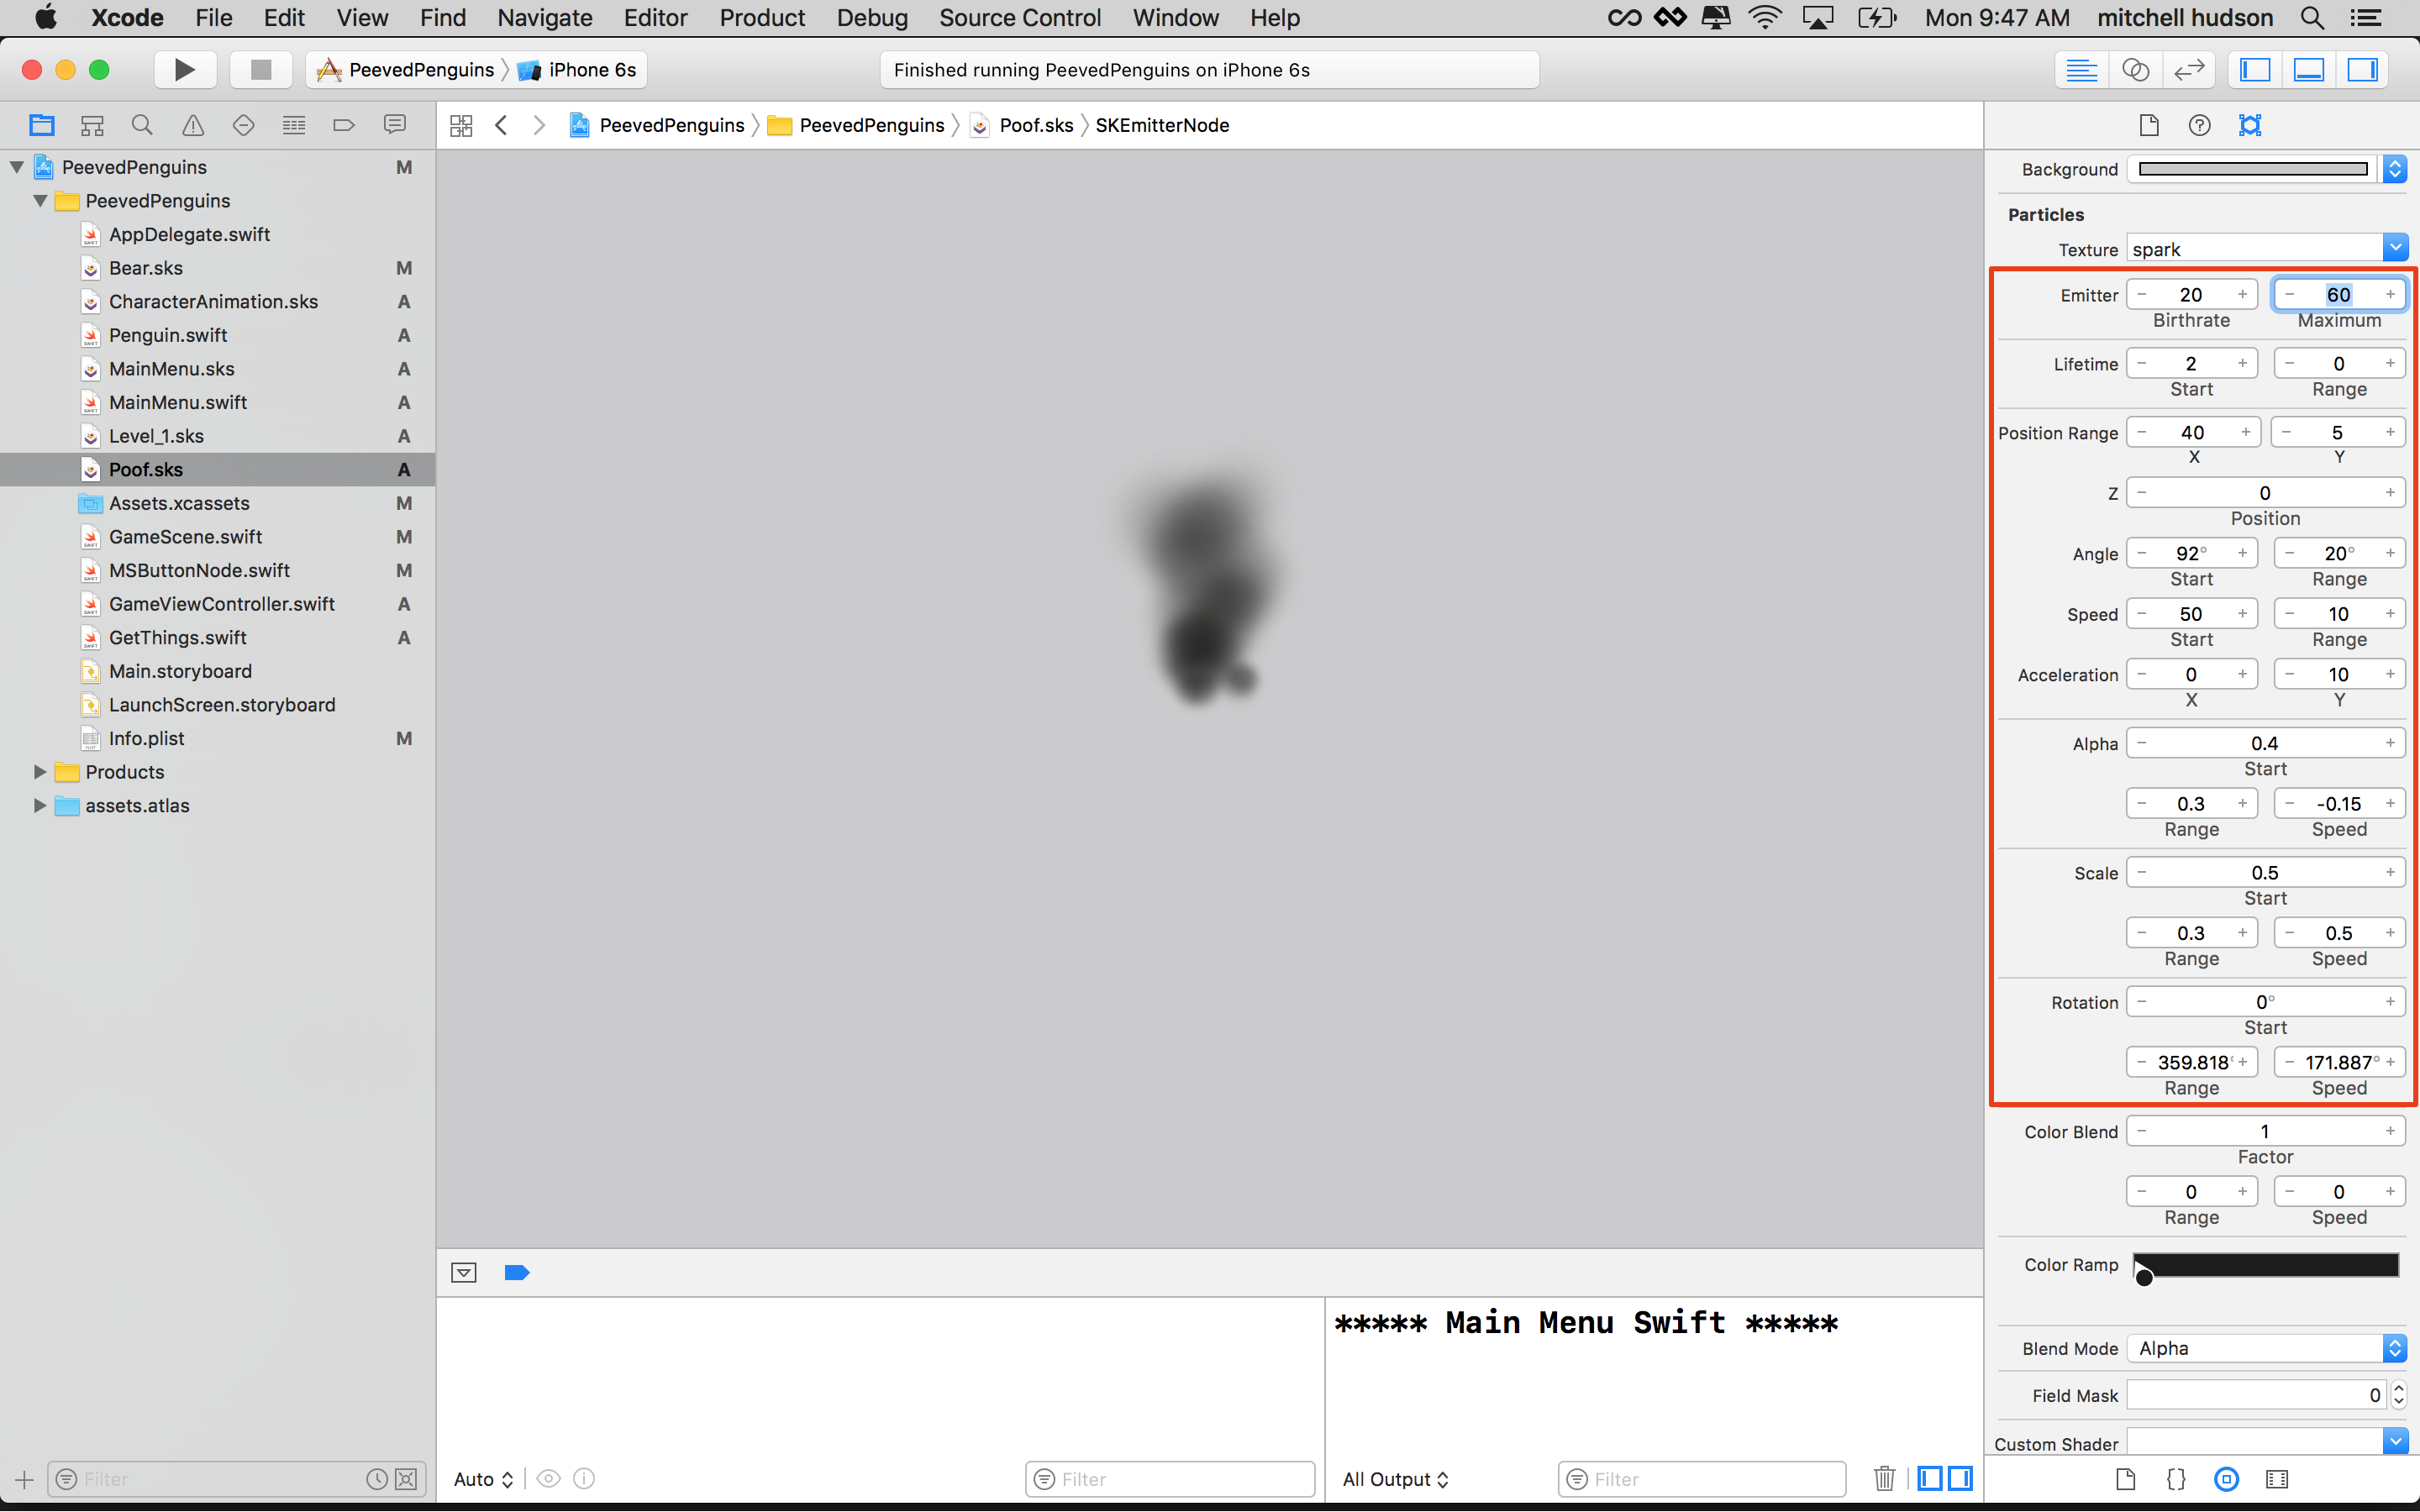 Xcode File Edit View Find Navigate Editor Product Debug Source Control Window Help Mon 9:47 AM mitchell hudson
PeevedPenguins iPhone 6s Finished running PeevedPenguins on iPhone 6s
PeevedPenguins PeevedPenguins Poof.sks SKEmitterNode
PeevedPenguins M
PeevedPenguins
AppDelegate.swift
Bear.sks M
CharacterAnimation.sks A
Penguin.swift A
MainMenu.sks A
MainMenu.swift A
Level_1.sks A
Poof.sks A
Assets.xcassets M
GameScene.swift M
MSButtonNode.swift M
GameViewController.swift A
GetThings.swift A
Main.storyboard
LaunchScreen.storyboard
Info.plist M
Products
assets.atlas
Filter
***** Main Menu Swift *****
Auto Filter
All Output Filter
Background
Particles
Texture spark
Emitter − 20 + − 60 +
Birthrate Maximum
Lifetime − 2 + − 0 +
Start Range
Position Range − 40 + − 5 +
X Y
Z − 0 +
Position
Angle − 92° + − 20° +
Start Range
Speed − 50 + − 10 +
Start Range
Acceleration − 0 + − 10 +
X Y
Alpha − 0.4 +
Start
− 0.3 + − -0.15 +
Range Speed
Scale − 0.5 +
Start
− 0.3 + − 0.5 +
Range Speed
Rotation − 0° +
Start
− 359.818° + − 171.887° +
Range Speed
Color Blend − 1 +
Factor
− 0 + − 0 +
Range Speed
Color Ramp
Blend Mode Alpha
Field Mask 0
Custom Shader